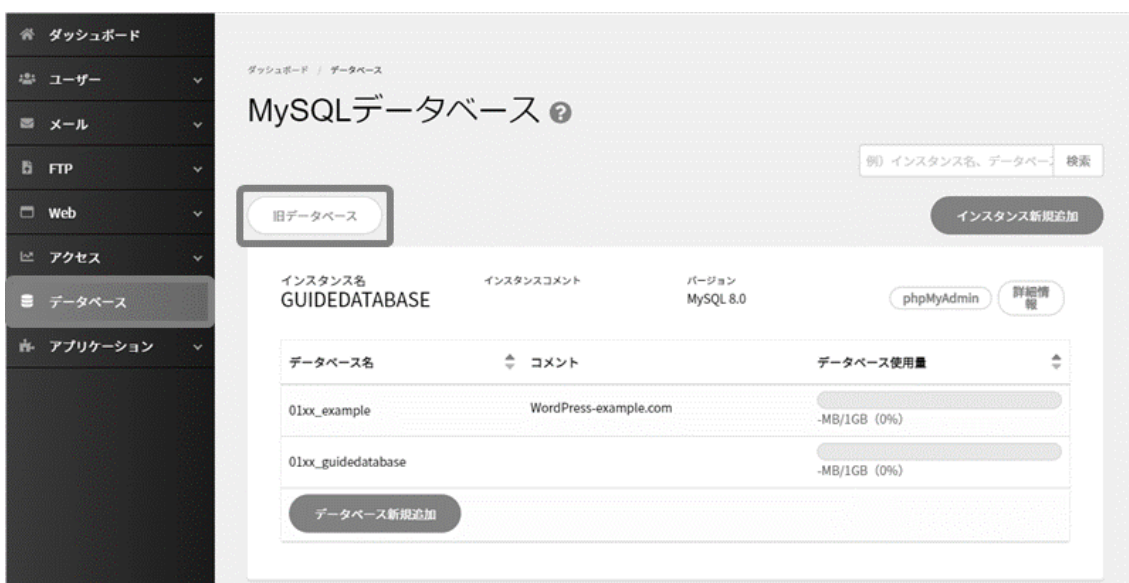 ダッシュボード
ユーザー
メール
FTP
Web
アクセス
データベース
アプリケーション
ダッシュボード / データベース
MySQLデータベース ?
例）インスタンス名、データベース 検索
旧データベース
インスタンス新規追加
インスタンス名 インスタンスコメント バージョン
GUIDEDATABASE MySQL 8.0 phpMyAdmin 詳細情
報
データベース名 コメント データベース使用量
01xx_example WordPress-example.com
-MB/1GB（0%）
01xx_guidedatabase
-MB/1GB（0%）
データベース新規追加